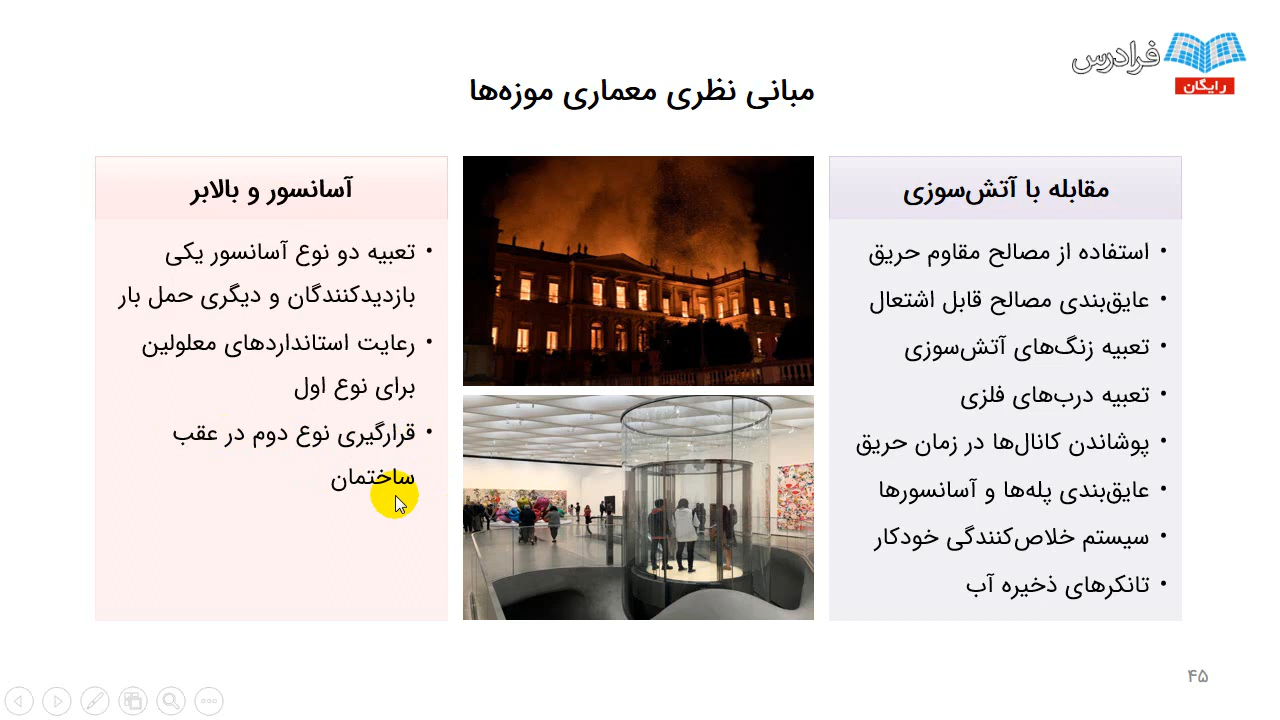 فرادرس
رایگان
مبانی نظری معماری موزه‌ها
مقابله با آتش‌سوزی
• استفاده از مصالح مقاوم حریق
• عایق‌بندی مصالح قابل اشتعال
• تعبیه زنگ‌های آتش‌سوزی
• تعبیه درب‌های فلزی
• پوشاندن کانال‌ها در زمان حریق
• عایق‌بندی پله‌ها و آسانسورها
• سیستم خلاص‌کنندگی خودکار
• تانکرهای ذخیره آب
آسانسور و بالابر
• تعبیه دو نوع آسانسور یکی
بازدیدکنندگان و دیگری حمل بار
• رعایت استانداردهای معلولین
برای نوع اول
• قرارگیری نوع دوم در عقب
ساختمان
۴۵